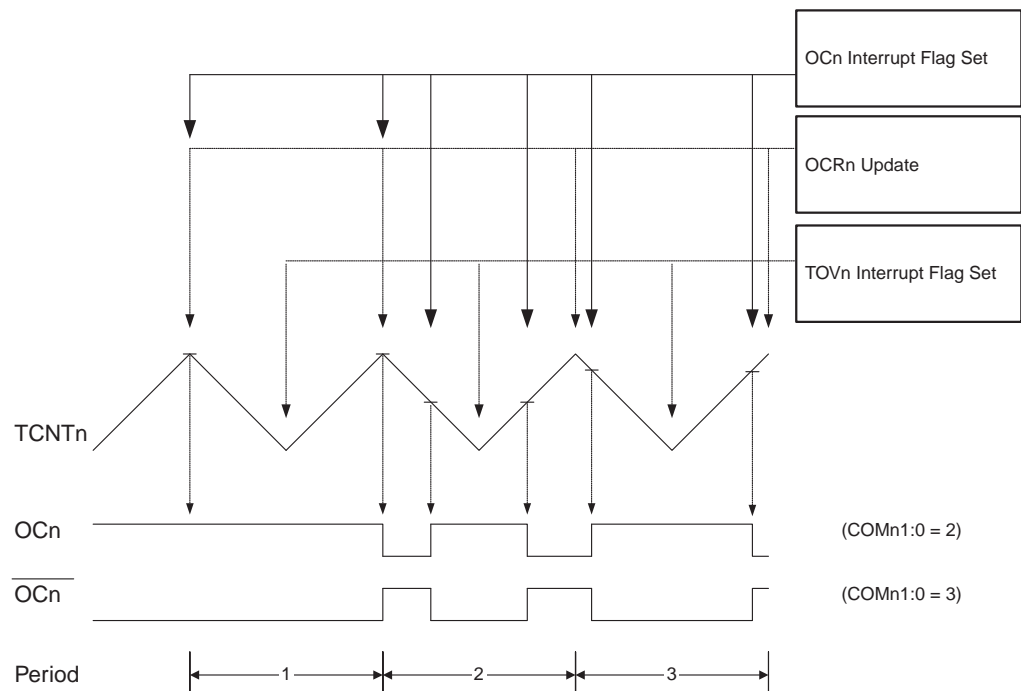 OCn Interrupt Flag Set
OCRn Update
TOVn Interrupt Flag Set
TCNTn
OCn (COMn1:0 = 2)
OCn (COMn1:0 = 3)
Period 1 2 3